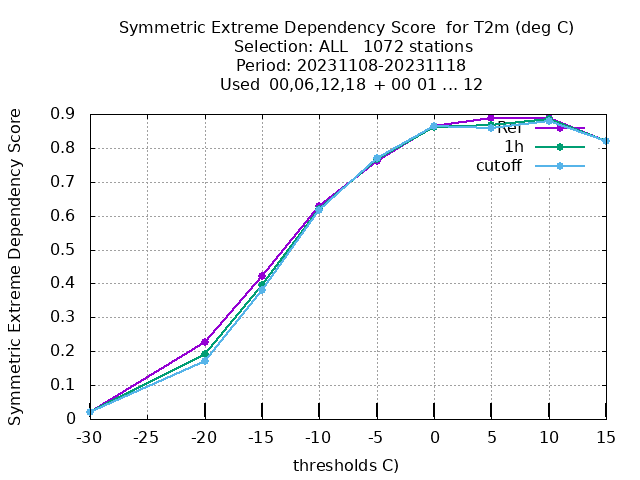 Symmetric Extreme Dependency Score  for T2m (deg C)
Selection: ALL   1072 stations
Period: 20231108-20231118
Used  00,06,12,18  + 00 01 ... 12
Symmetric Extreme Dependency Score
0.9
0.8
0.7
0.6
0.5
0.4
0.3
0.2
0.1
0
Ref
1h
cutoff
-30 -25 -20 -15 -10 -5 0 5 10 15
thresholds C)